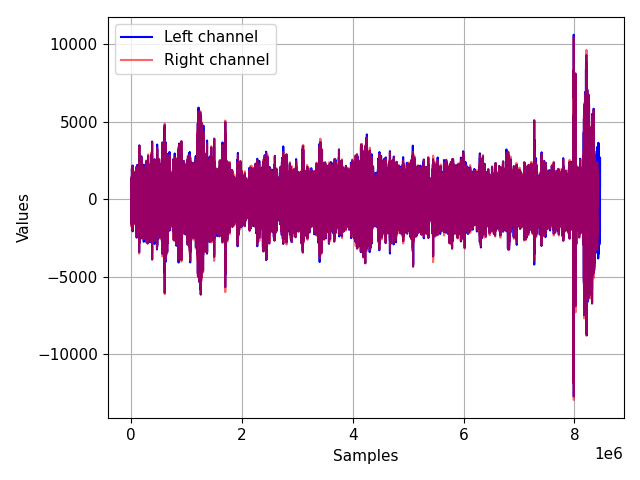 Left channel
Right channel
10000
5000
0
−5000
−10000
Values
0
2
4
6
8
1e6
Samples